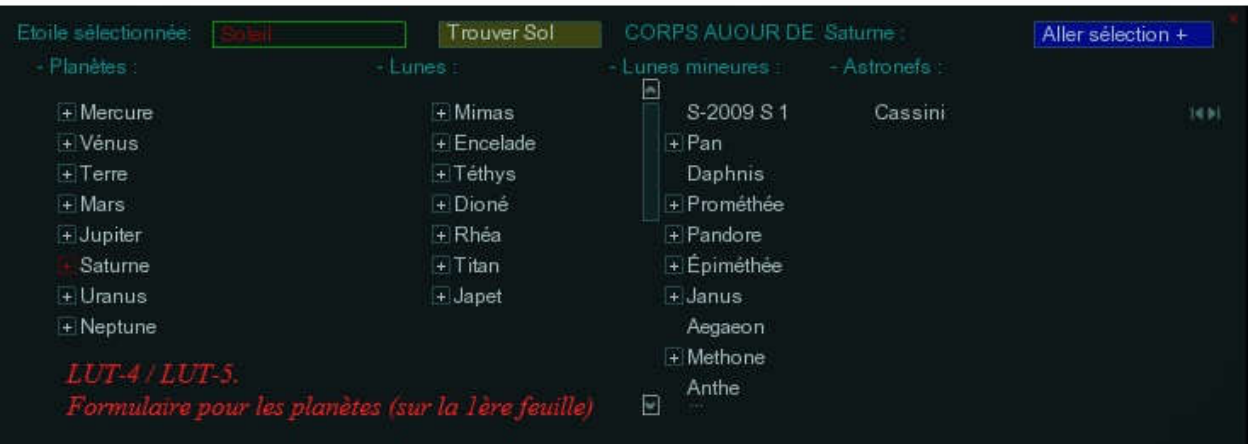 Etoile sélectionnée: Soleil Trouver Sol CORPS AUOUR DE Saturne : Aller sélection +
- Planètes : - Lunes : - Lunes mineures : - Astronefs :
+ Mercure + Mimas S-2009 S 1 Cassini
+ Vénus + Encelade + Pan
+ Terre + Téthys Daphnis
+ Mars + Dioné + Prométhée
+ Jupiter + Rhéa + Pandore
+ Saturne + Titan + Épiméthée
+ Uranus + Japet + Janus
+ Neptune Aegaeon
+ Methone
LUT-4 / LUT-5. Anthe
Formulaire pour les planètes (sur la 1ère feuille) ...